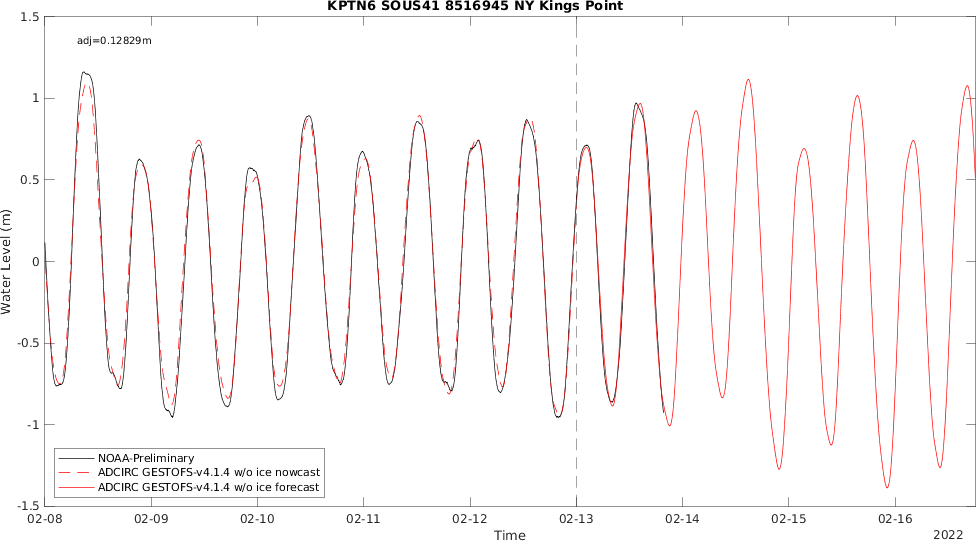 KPTN6 SOUS41 8516945 NY Kings Point
adj=0.12829m
1.5
1
0.5
0
-0.5
-1
-1.5
Water Level (m)
NOAA-Preliminary
ADCIRC GESTOFS-v4.1.4 w/o ice nowcast
ADCIRC GESTOFS-v4.1.4 w/o ice forecast
02-08 02-09 02-10 02-11 02-12 02-13 02-14 02-15 02-16
Time
2022